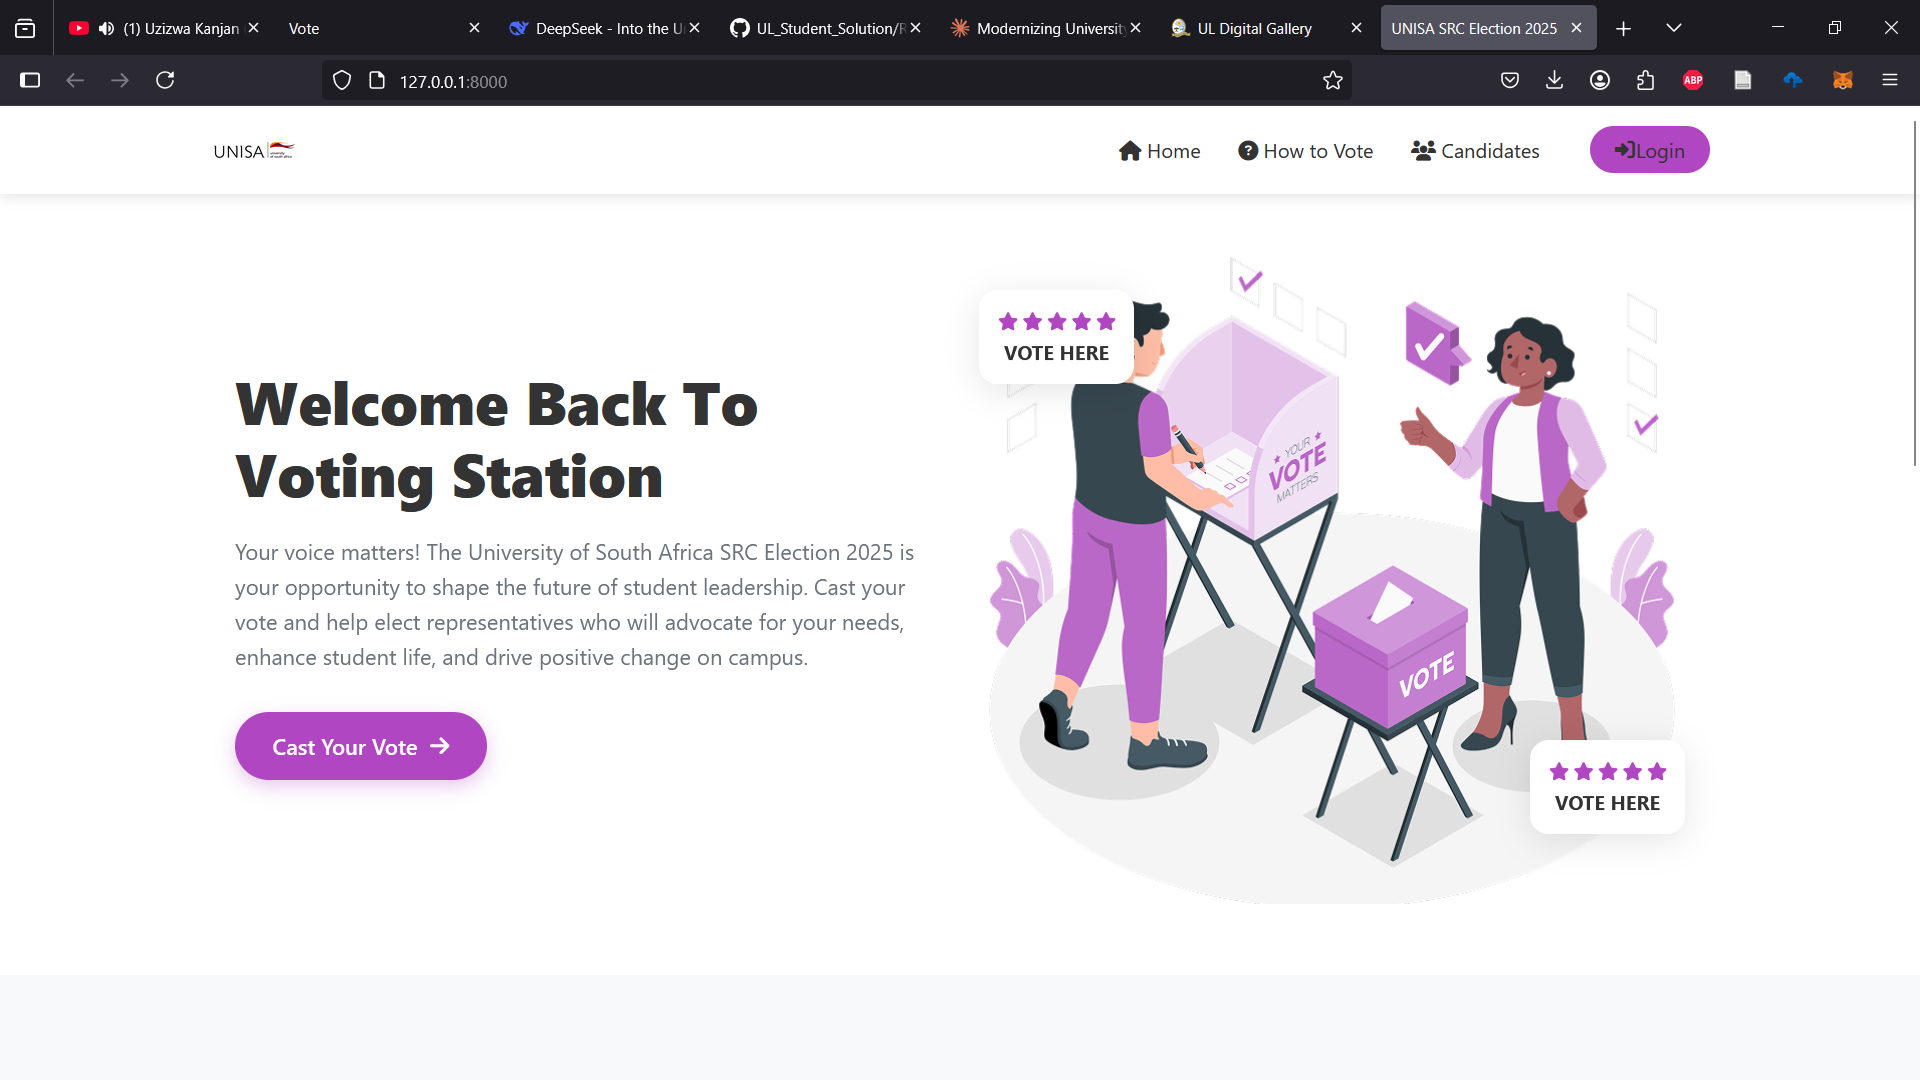 (1) Uzizwa Kanjan
Vote
DeepSeek - Into the U
UL_Student_Solution/R
Modernizing University
UL Digital Gallery
UNISA SRC Election 2025
127.0.0.1:8000
ABP
UNISA
Home
How to Vote
Candidates
Login
VOTE HERE
Welcome Back To
Voting Station
Your voice matters! The University of South Africa SRC Election 2025 is
your opportunity to shape the future of student leadership. Cast your
vote and help elect representatives who will advocate for your needs,
enhance student life, and drive positive change on campus.
Cast Your Vote
YOUR
VOTE
MATTERS
VOTE
VOTE HERE